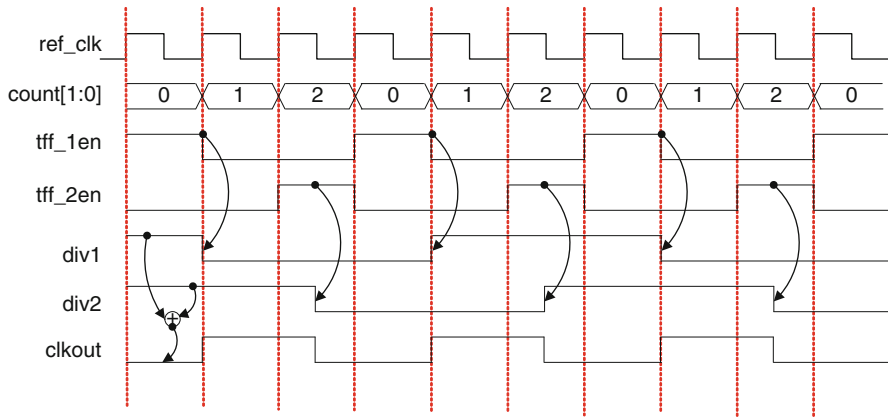 ref_clk
count[1:0] 0 1 2 0 1 2 0 1 2 0
tff_1en
tff_2en
div1
div2
+
clkout